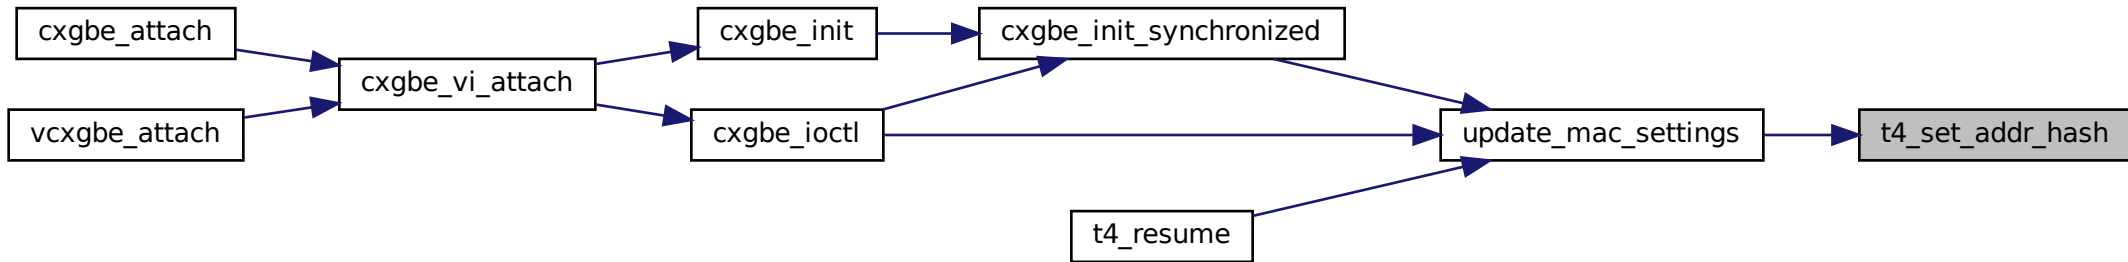 cxgbe_attach
vcxgbe_attach
cxgbe_vi_attach
cxgbe_init
cxgbe_ioctl
cxgbe_init_synchronized
t4_resume
update_mac_settings
t4_set_addr_hash